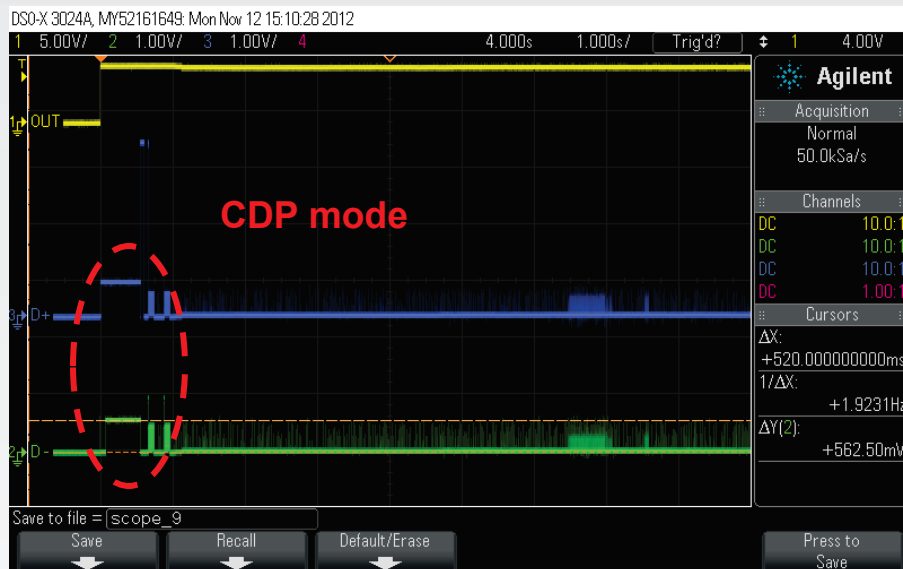 DSO-X 3024A, MY52161649: Mon Nov 12 15:10:28 2012
1 5.00V/ 2 1.00V/ 3 1.00V/ 4 4.000s 1.000s/ Trig'd? 1 4.00V
T
Agilent
Acquisition
Normal
50.0kSa/s
1 OUT
Channels
DC 10.0:1
DC 10.0:1
DC 10.0:1
DC 1.00:1
CDP mode
3 D+
Cursors
ΔX:
+520.000000000ms
1/ΔX:
+1.9231Hz
ΔY(2):
+562.50mV
2 D-
Save to file = scope_9
Save Recall Default/Erase Press to
Save